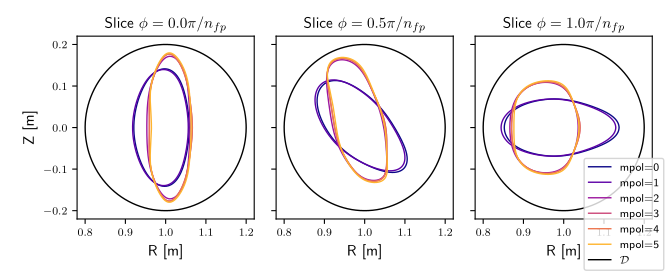 Slice ϕ = 0.0π/n_fp
Slice ϕ = 0.5π/n_fp
Slice ϕ = 1.0π/n_fp
Z [m]
0.2
0.1
0.0
−0.1
−0.2
0.8 0.9 1.0 1.1 1.2
0.8 0.9 1.0 1.1 1.2
0.8 0.9 1.0 1.1 1.2
R [m]
R [m]
R [m]
mpol=0
mpol=1
mpol=2
mpol=3
mpol=4
mpol=5
𝒟